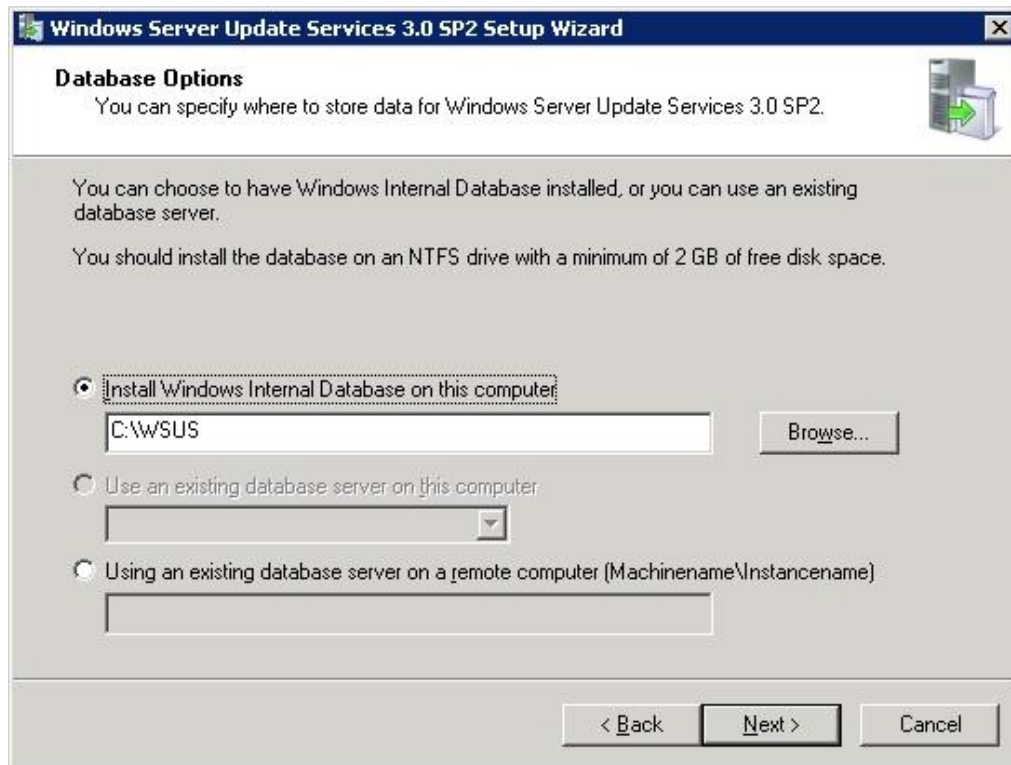 Windows Server Update Services 3.0 SP2 Setup Wizard
Database Options
You can specify where to store data for Windows Server Update Services 3.0 SP2.
You can choose to have Windows Internal Database installed, or you can use an existing
database server.
You should install the database on an NTFS drive with a minimum of 2 GB of free disk space.
Install Windows Internal Database on this computer
C:\WSUS
Browse...
Use an existing database server on this computer
Using an existing database server on a remote computer (Machinename\Instancename)
< Back
Next >
Cancel